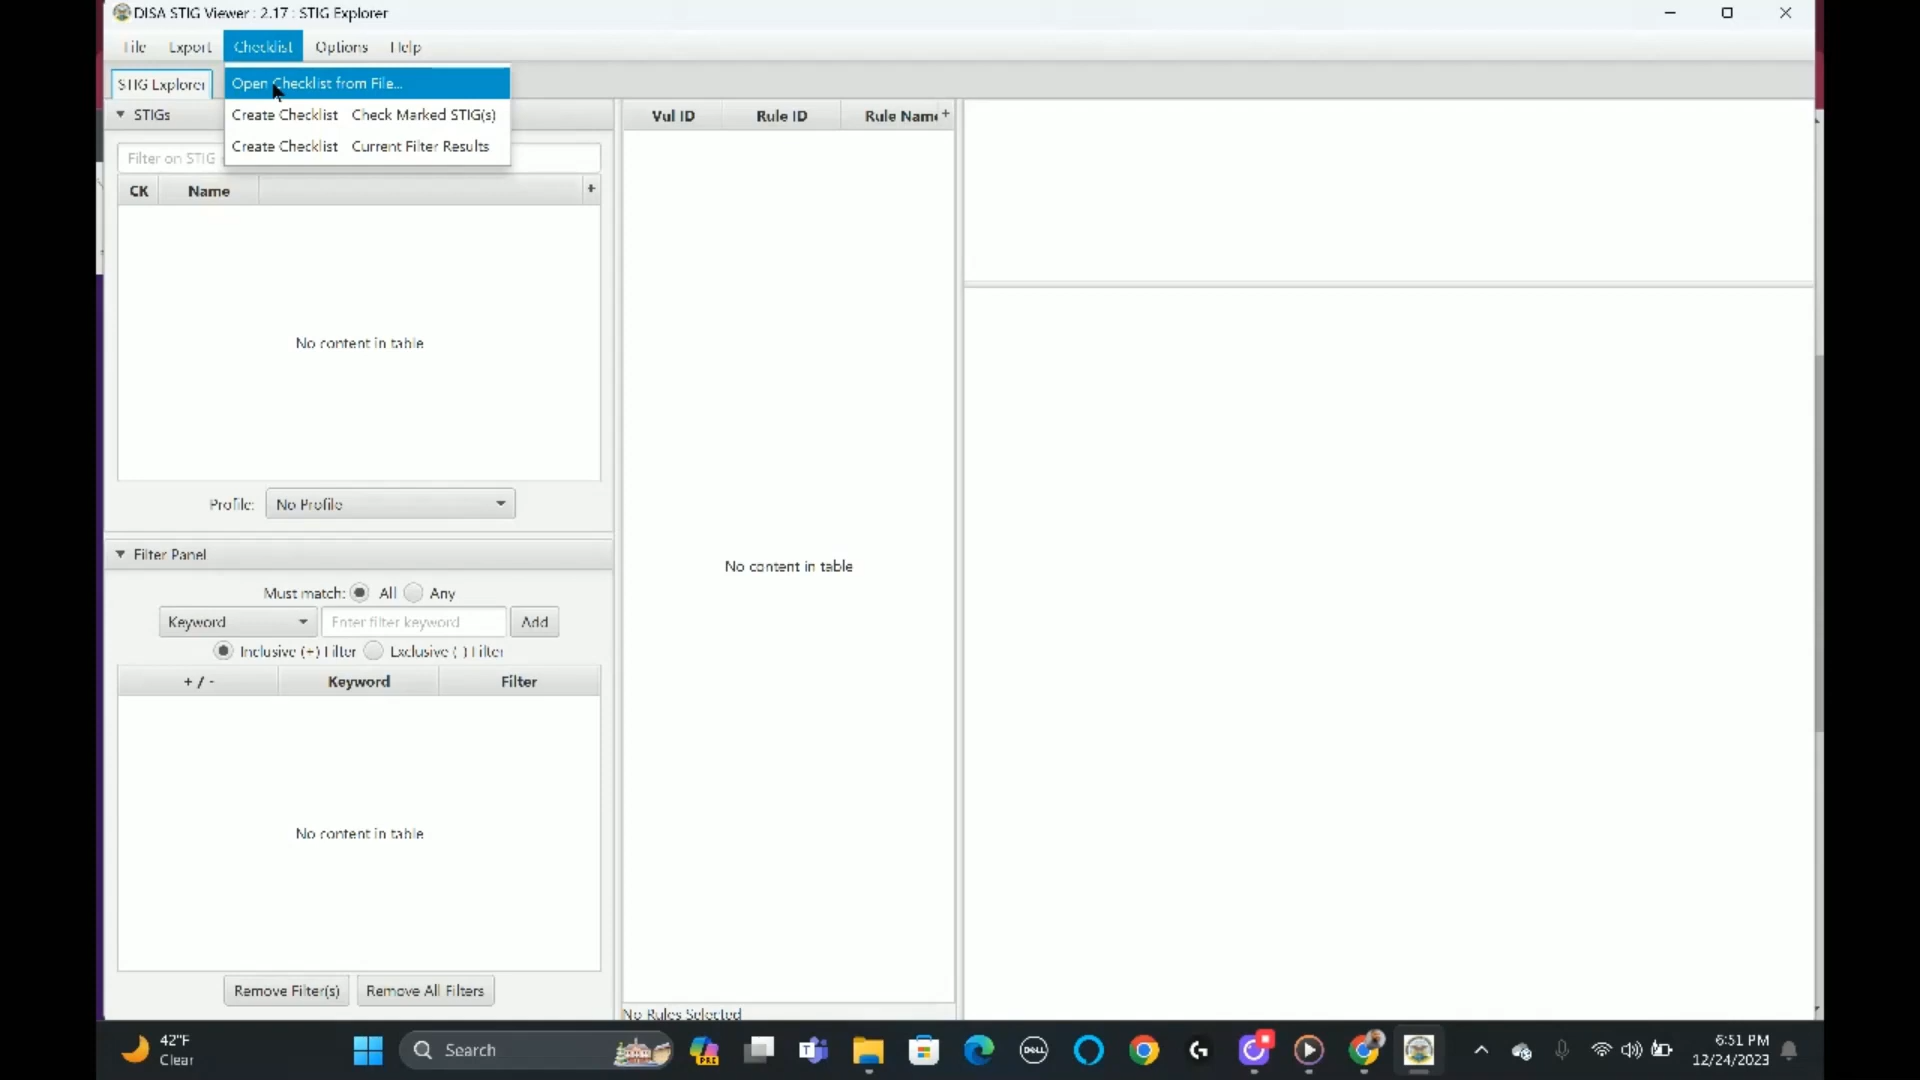 DISA STIG Viewer : 2.17 : STIG Explorer
File Export Checklist Options Help
STIG Explorer
Open Checklist from File...
Create Checklist Check Marked STIG(s)
Create Checklist Current Filter Results
STIGs
Filter on STIG
CK Name +
No content in table
Profile: No Profile
Filter Panel
Must match: All Any
Keyword Enter filter keyword Add
Inclusive (+) Filter Exclusive (-) Filter
+ / - Keyword Filter
No content in table
Remove Filter(s) Remove All Filters
Vul ID Rule ID Rule Name +
No content in table
No Rules Selected
42°F
Clear
Search
PRE
DELL
6:51 PM
12/24/2023